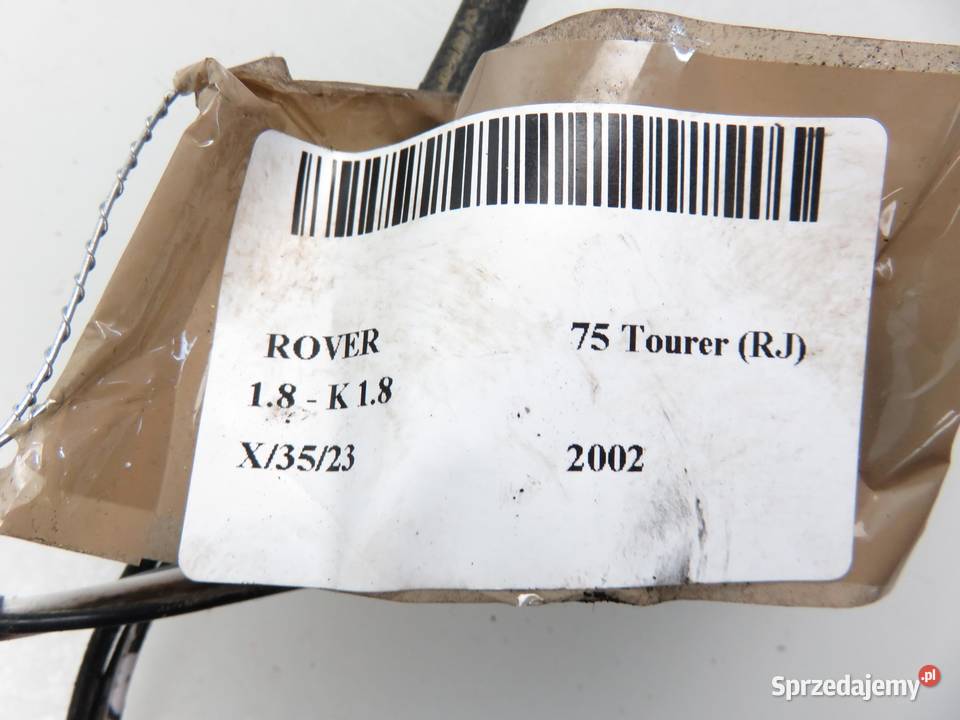 ROVER 75 Tourer (RJ)
1.8 - K 1.8
X/35/23 2002
Sprzedajemy.pl